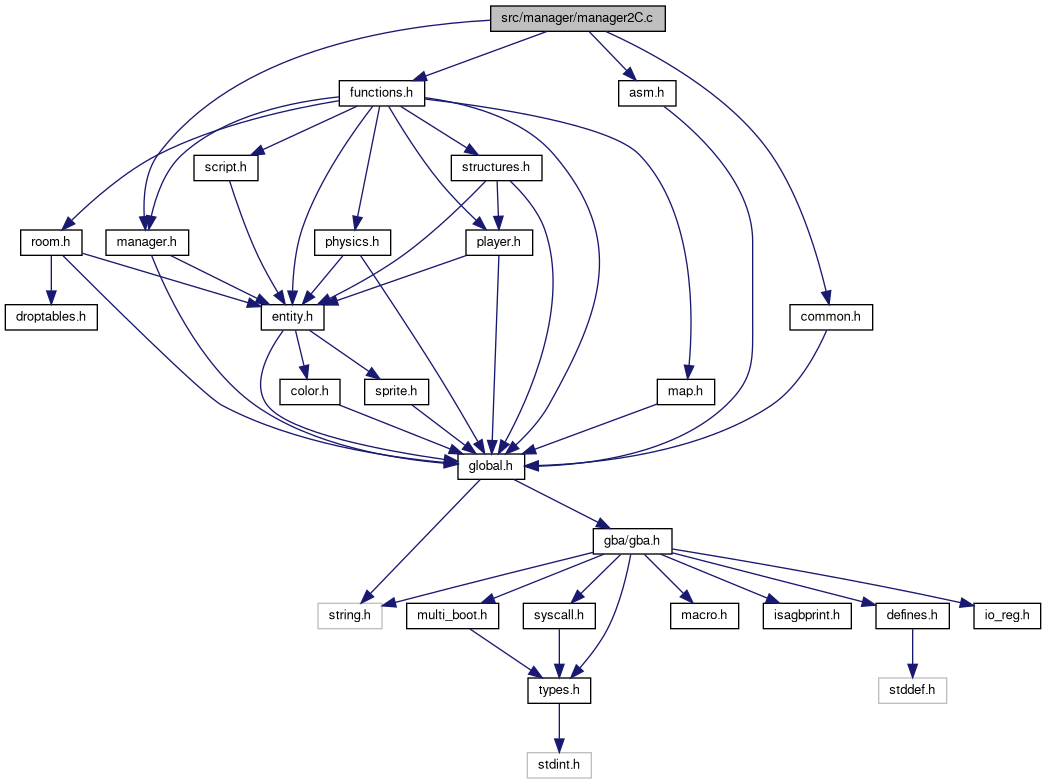 src/manager/manager2C.c
functions.h
asm.h
script.h
structures.h
room.h
manager.h
physics.h
player.h
droptables.h
entity.h
common.h
color.h
sprite.h
map.h
global.h
gba/gba.h
string.h
multi_boot.h
syscall.h
macro.h
isagbprint.h
defines.h
io_reg.h
types.h
stddef.h
stdint.h